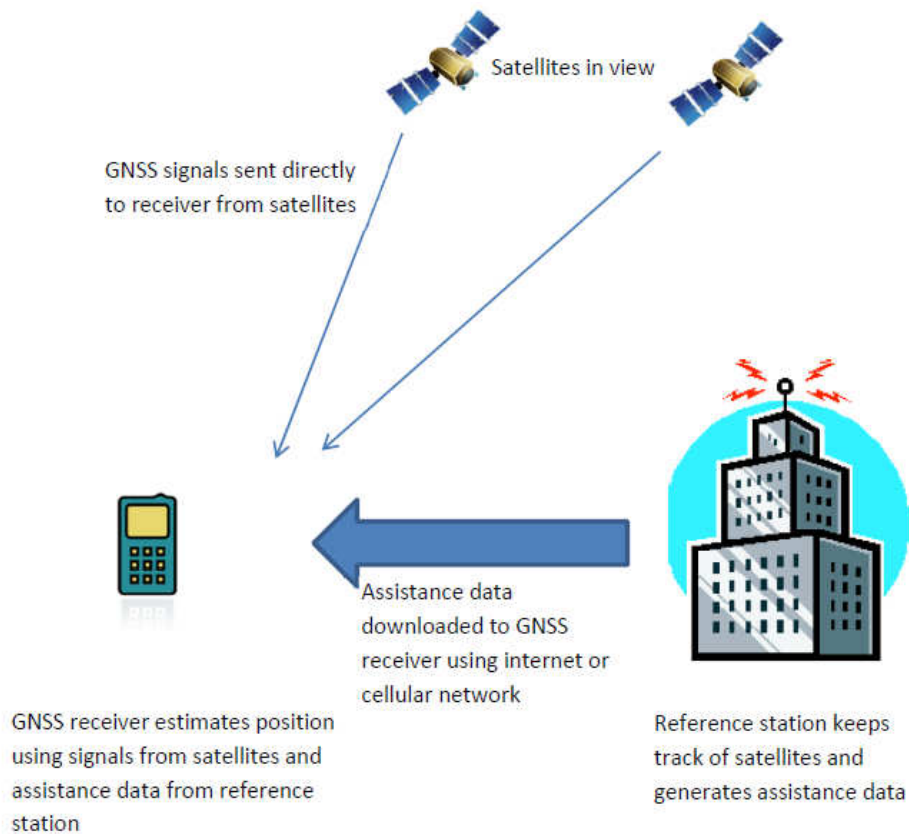 Satellites in view
GNSS signals sent directly
to receiver from satellites
Assistance data
downloaded to GNSS
receiver using internet or
cellular network
GNSS receiver estimates position
using signals from satellites and
assistance data from reference
station
Reference station keeps
track of satellites and
generates assistance data